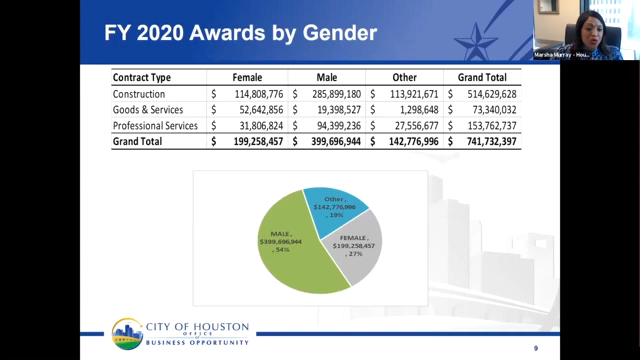 FY 2020 Awards by Gender
Marsha Murray - Hou...
Contract Type Female Male Other Grand Total
Construction $ 114,808,776 $ 285,899,180 $ 113,921,671 $ 514,629,628
Goods & Services $ 52,642,856 $ 19,398,527 $ 1,298,648 $ 73,340,032
Professional Services $ 31,806,824 $ 94,399,236 $ 27,556,677 $ 153,762,737
Grand Total $ 199,258,457 $ 399,696,944 $ 142,776,996 $ 741,732,397
Other ,
$142,776,996
, 19%
MALE ,
$399,696,944
, 54%
FEMALE ,
$199,258,457
, 27%
CITY OF HOUSTON
OFFICE of
BUSINESS OPPORTUNITY
9